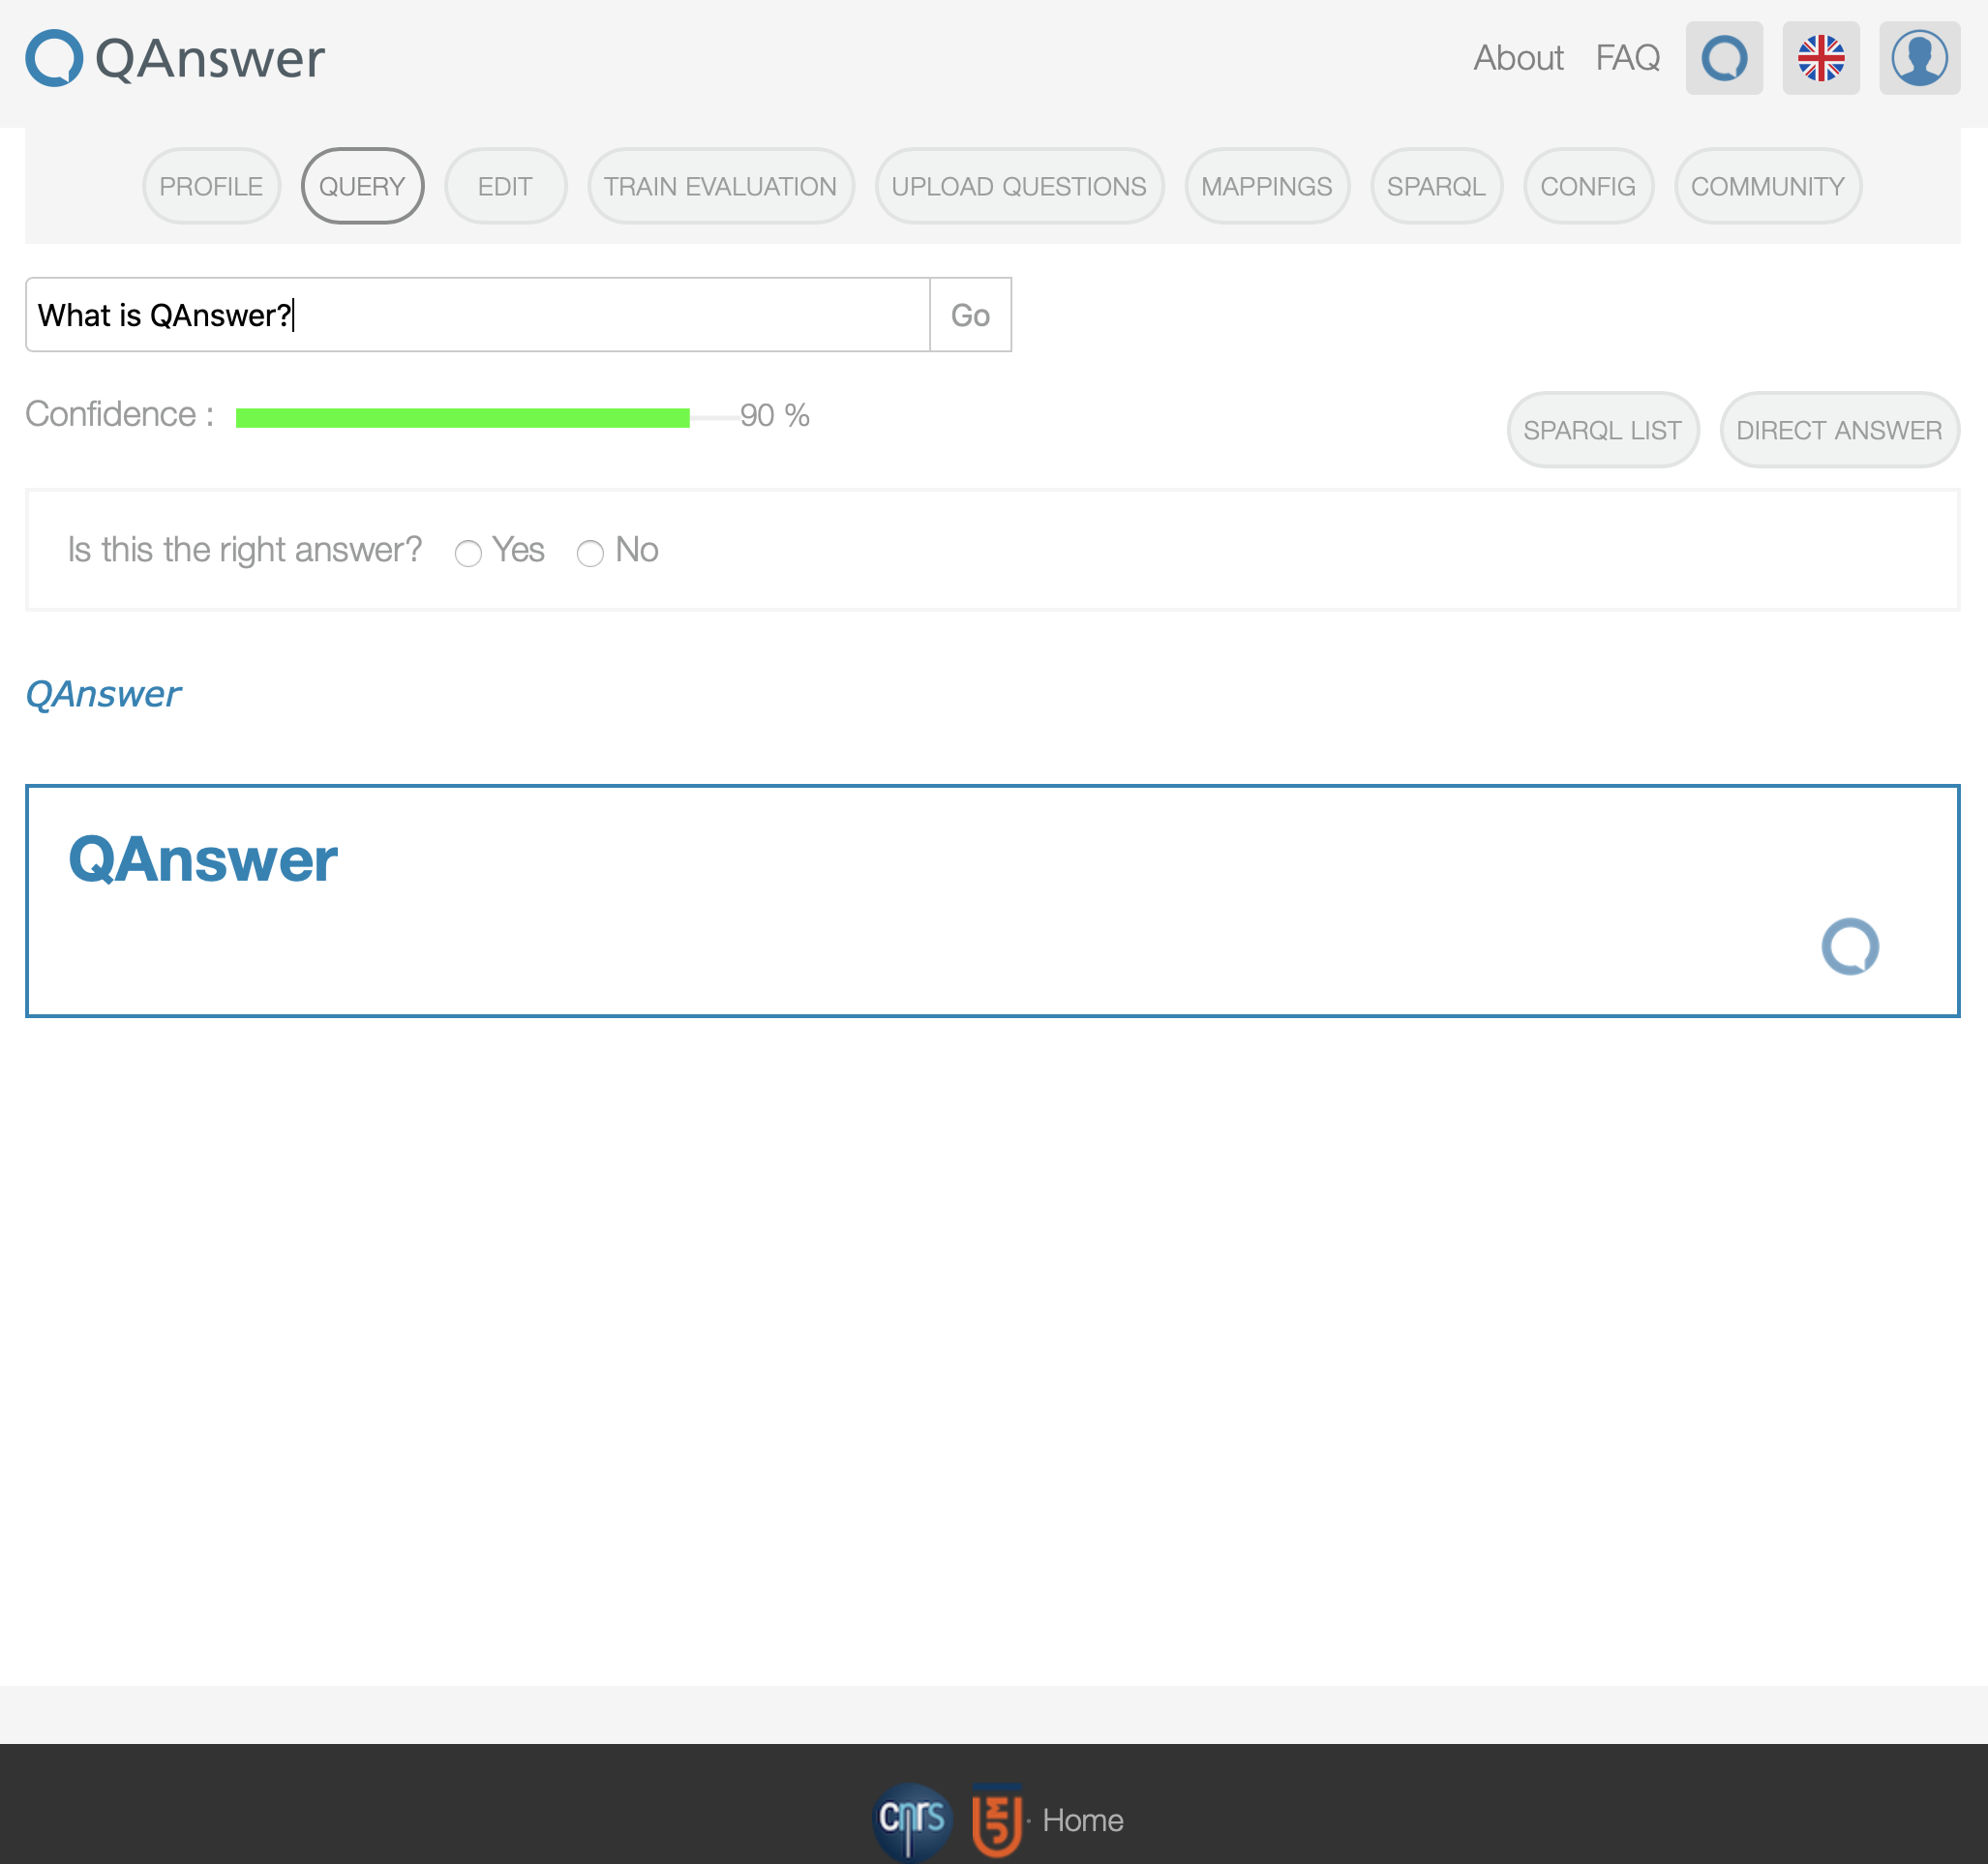 QAnswer
About FAQ
PROFILE QUERY EDIT TRAIN EVALUATION UPLOAD QUESTIONS MAPPINGS SPARQL CONFIG COMMUNITY
What is QAnswer? Go
Confidence : 90 %
SPARQL LIST DIRECT ANSWER
Is this the right answer? Yes No
QAnswer
QAnswer
cnrs UJM · Home